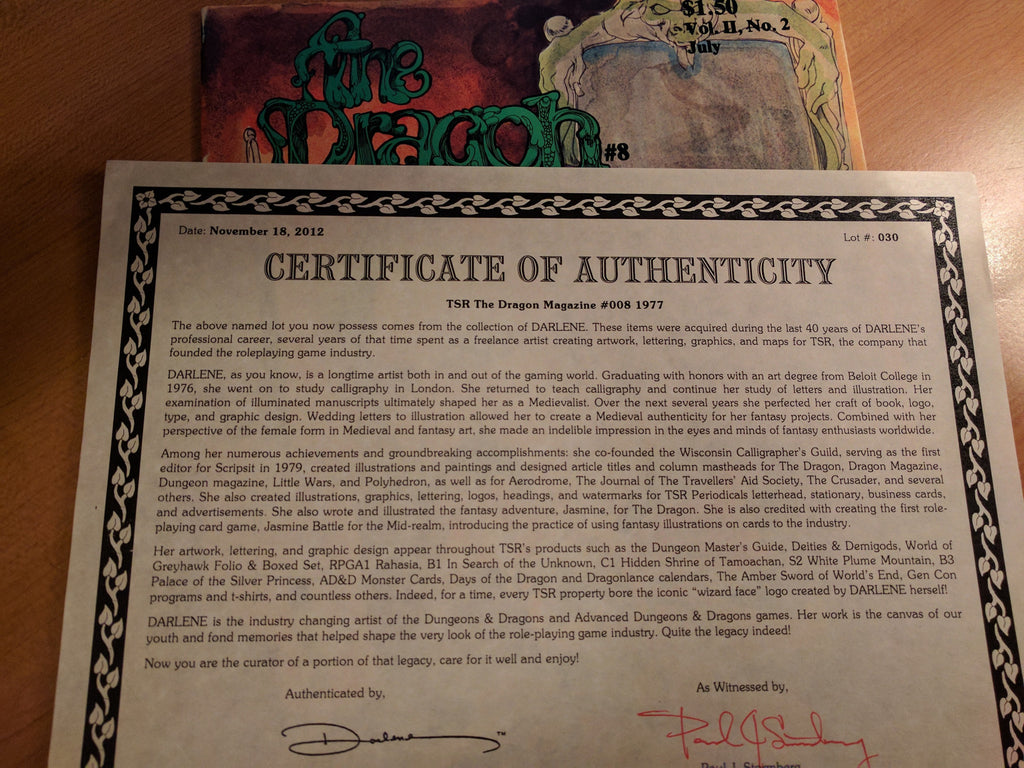 $1.50
Vol. II, No. 2
July
The
Dragon
#8
Date: November 18, 2012
Lot #: 030
CERTIFICATE OF AUTHENTICITY
TSR The Dragon Magazine #008 1977
The above named lot you now possess comes from the collection of DARLENE. These items were acquired during the last 40 years of DARLENE's
professional career, several years of that time spent as a freelance artist creating artwork, lettering, graphics, and maps for TSR, the company that
founded the roleplaying game industry.
DARLENE, as you know, is a longtime artist both in and out of the gaming world. Graduating with honors with an art degree from Beloit College in
1976, she went on to study calligraphy in London. She returned to teach calligraphy and continue her study of letters and illustration. Her
examination of illuminated manuscripts ultimately shaped her as a Medievalist. Over the next several years she perfected her craft of book, logo,
type, and graphic design. Wedding letters to illustration allowed her to create a Medieval authenticity for her fantasy projects. Combined with her
perspective of the female form in Medieval and fantasy art, she made an indelible impression in the eyes and minds of fantasy enthusiasts worldwide.
Among her numerous achievements and groundbreaking accomplishments: she co-founded the Wisconsin Calligrapher's Guild, serving as the first
editor for Scripsit in 1979, created illustrations and paintings and designed article titles and column mastheads for The Dragon, Dragon Magazine,
Dungeon magazine, Little Wars, and Polyhedron, as well as for Aerodrome, The Journal of The Travellers' Aid Society, The Crusader, and several
others. She also created illustrations, graphics, lettering, logos, headings, and watermarks for TSR Periodicals letterhead, stationary, business cards,
and advertisements. She also wrote and illustrated the fantasy adventure, Jasmine, for The Dragon. She is also credited with creating the first role-
playing card game, Jasmine Battle for the Mid-realm, introducing the practice of using fantasy illustrations on cards to the industry.
Her artwork, lettering, and graphic design appear throughout TSR's products such as the Dungeon Master's Guide, Deities & Demigods, World of
Greyhawk Folio & Boxed Set, RPGA1 Rahasia, B1 In Search of the Unknown, C1 Hidden Shrine of Tamoachan, S2 White Plume Mountain, B3
Palace of the Silver Princess, AD&D Monster Cards, Days of the Dragon and Dragonlance calendars, The Amber Sword of World's End, Gen Con
programs and t-shirts, and countless others. Indeed, for a time, every TSR property bore the iconic "wizard face" logo created by DARLENE herself!
DARLENE is the industry changing artist of the Dungeons & Dragons and Advanced Dungeons & Dragons games. Her work is the canvas of our
youth and fond memories that helped shape the very look of the role-playing game industry. Quite the legacy indeed!
Now you are the curator of a portion of that legacy, care for it well and enjoy!
Authenticated by,
As Witnessed by,
Darlene ™
Paul J Stormberg
Paul J. Stormberg